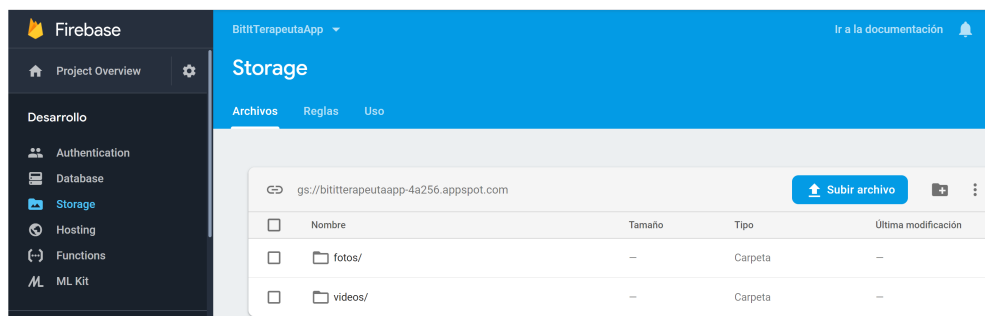 Firebase
BitItTerapeutaApp
Ir a la documentación
Project Overview
Storage
Archivos Reglas Uso
Desarrollo
Authentication
Database
Storage
Hosting
Functions
ML Kit
gs://bititterapeutaapp-4a256.appspot.com
Subir archivo
Nombre Tamaño Tipo Última modificación
fotos/ — Carpeta —
videos/ — Carpeta —